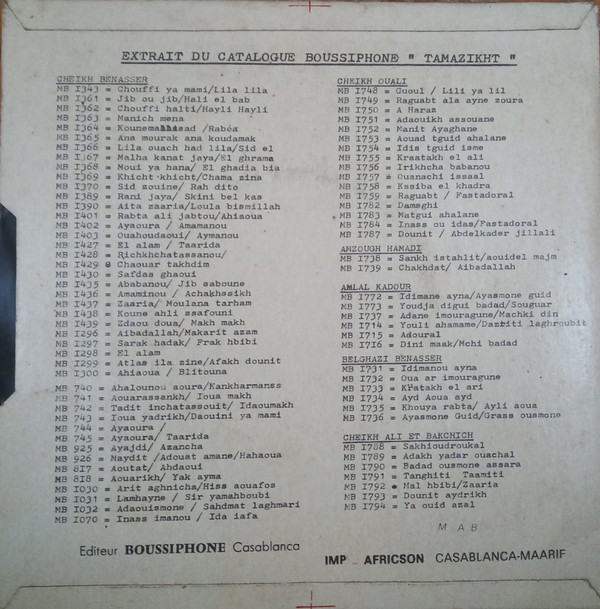 EXTRAIT DU CATALOGUE BOUSSIPHONE " TAMAZIKHT "
CHEIKH BENASSER
MB I343 = Chouffi ya mami/Lila lila
MB I361 = Jib ou jib/Hali el bab
MB I362 = Chouffi halti/Hayli Hayli
MB I363 = Manich mena
MB I364 = Kounemahhisad /Rabéa
MB I365 = Ana mourak ana koudamak
MB I366 = Lila ouach had lila/Sid el
MB I367 = Malha kanat jaya/El ghrama
MB I368 = Moui ya hana/ El ghadia bia
MB I369 = Khicht-khicht/Chama zina
MB I370 = Sid zouine/ Rah dito
MB I389 = Rani jaya/ Skini bel kas
MB I390 = Aita zaaria/Loula bismillah
MB I401 = Rabta ali jabtou/Ahiaoua
MB I402 = Ayaoura / Amamanou
MB I403 = Ouahoudaoui/ Aymanou
MB I427 = El alam / Taarida
MB I428 = Richkhchatassanou/
MB I429 @ Chaouar takhdim
MB I430 = Safdas ghaoui
MB I435 = Ababanou/ Jib saboune
MB I436 = Amaminou / Achakhsikh
MB I437 = Zaaria/ Moulana tarham
MB I438 = Koune ahli ssafouni
MB I439 = Zdaou dous/ Makh makh
MB I296 = Aibadallah/Makarit azam
MB I297 = Sarak hadak/ Frak hbibi
MB I298 = El alam
MB I299 = Atlas ila zine/Afakh dounit
MB I300 = Ahiaoua / Blitouna
MB 740 = Ahalounou aoura/Kankharmanss
MB 741 = Aouarassankh/ Ioua makh
MB 742 = Tadit inchatassouit/ Idaoumakh
MB 743 = Ioua yadrikh/Daouini ya mami
MB 744 = Ayaoura /
MB 745 = Ayaoura/ Taarida
MB 925 = Ayajdi/ Azancha
MB 926 = Naydit /Adouat amane/Hahaoua
MB 8I7 = Aoutat/ Ahdaoui
MB 8I8 = Aouarikh/ Yak ayma
MB I030 = Arit aghnicha/Hiss aouafos
MB I031 = Lamhayne / Sir yamahboubi
MB I032 = Adaouismone / Sahdmat laghmari
MB I070 = Inass imanou / Ida iafa
CHEIKH OUALI
MB I748 = Guoul / Lili ya lil
MB I749 = Raguabt ala ayne zoura
MB I750 = A Haraz
MB I751 = Adaouikh assouane
MB I752 = Manit Ayaghane
MB I753 = Aouad tguid ahalane
MB I754 = Idis tguid isme
MB I755 = Kraatakh el ali
MB I756 = Irikhcha babanou
MB I757 = Ouanachi issaal
MB I758 = Kssiba el khadra
MB I759 = Raguabt / Fastadoral
MB I782 = Damsghi
MB I783 = Matgui ahalane
MB I784 = Inass ou idas/Fastadoral
MB I787 = Dounit / Abdelkader jillali
AMZOUGH HAMADI
MB I738 = Sankh istahlit/aouidel majm
MB I739 = Chakhdat/ Aibadallah
AMLAL KADOUR
MB I772 = Idimane ayna/Ayasmone guid
MB I773 = Youdja digui badad/Souguar
MB I737 = Adane imouragune/Machki din
MB I714 = Youli ahamame/ laghroubit
MB I715 = Adoural
MB I7I6 = Dini maak/Mchi badad
BELGHAZI BENASSER
MB I731 = Idimanou ayna
MB I732 = Oua ar imouragune
MB I733 = Kratakh el ari
MB I734 = Ayd Aoua ayd
MB I735 = Khouya rabta/ Ayli aoua
MB I736 = Ayasmone Guid/Grass ousmone
CHEIKH ALI ET BAKCHICH
MB I788 = Sakhioudroukal
MB I789 = Adakh yadar ouachal
MB I790 = Badad ousmone assara
MB I791 = Tanghiti Taamiti
MB I792 = Mal hbibi/Zaaria
MB I793 = Dounit aydrikh
MB I794 = Ya ouid azal
M A B
Editeur BOUSSIPHONE Casablanca
IMP _ AFRICSON CASABLANCA-MAARIF